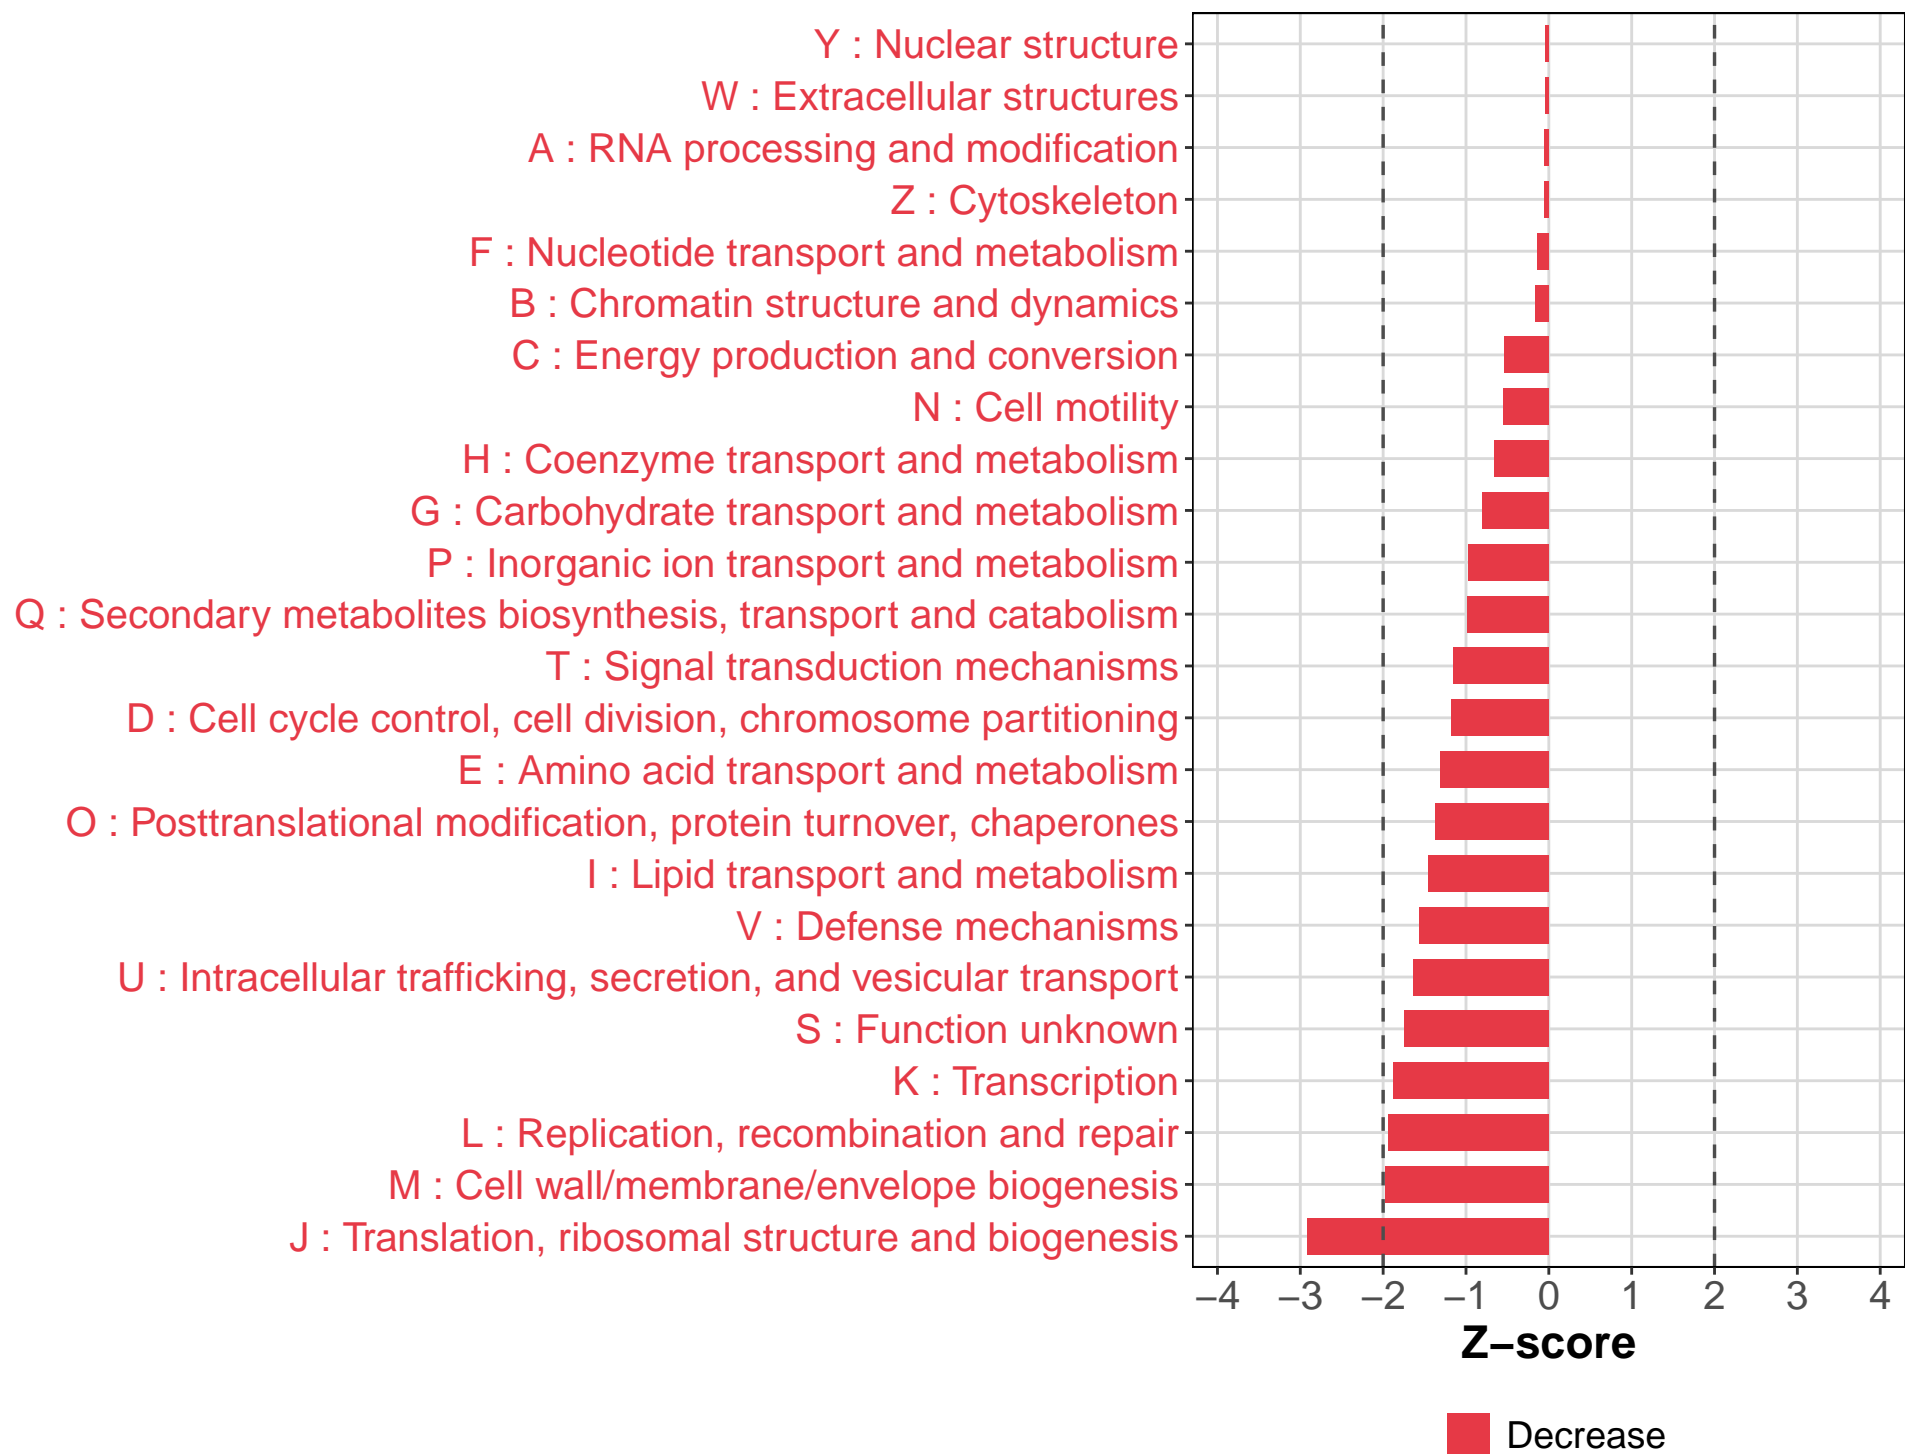 Y : Nuclear structure
W : Extracellular structures
A : RNA processing and modification
Z : Cytoskeleton
F : Nucleotide transport and metabolism
B : Chromatin structure and dynamics
C : Energy production and conversion
N : Cell motility
H : Coenzyme transport and metabolism
G : Carbohydrate transport and metabolism
P : Inorganic ion transport and metabolism
Q : Secondary metabolites biosynthesis, transport and catabolism
T : Signal transduction mechanisms
D : Cell cycle control, cell division, chromosome partitioning
E : Amino acid transport and metabolism
O : Posttranslational modification, protein turnover, chaperones
I : Lipid transport and metabolism
V : Defense mechanisms
U : Intracellular trafficking, secretion, and vesicular transport
S : Function unknown
K : Transcription
L : Replication, recombination and repair
M : Cell wall/membrane/envelope biogenesis
J : Translation, ribosomal structure and biogenesis
−4 −3 −2 −1 0 1 2 3 4
Z−score
Decrease